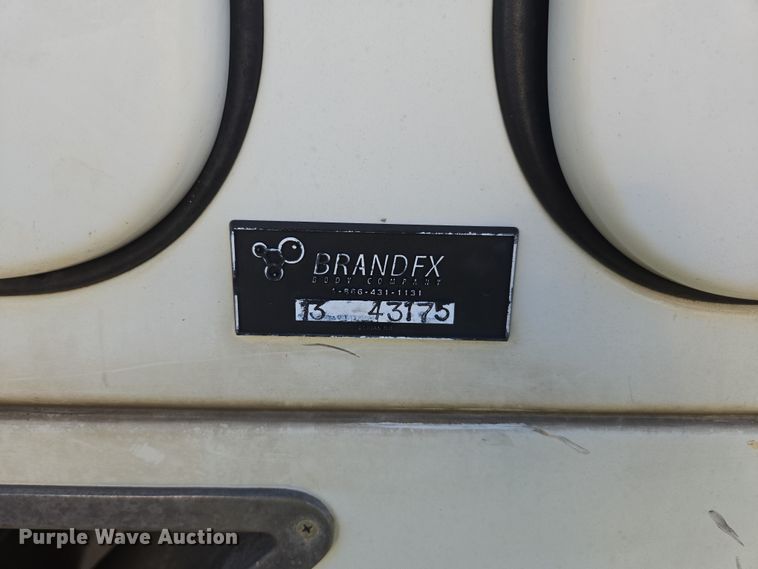 BRANDFX
BODY COMPANY
1-866-431-1131
13 43175
Purple Wave Auction